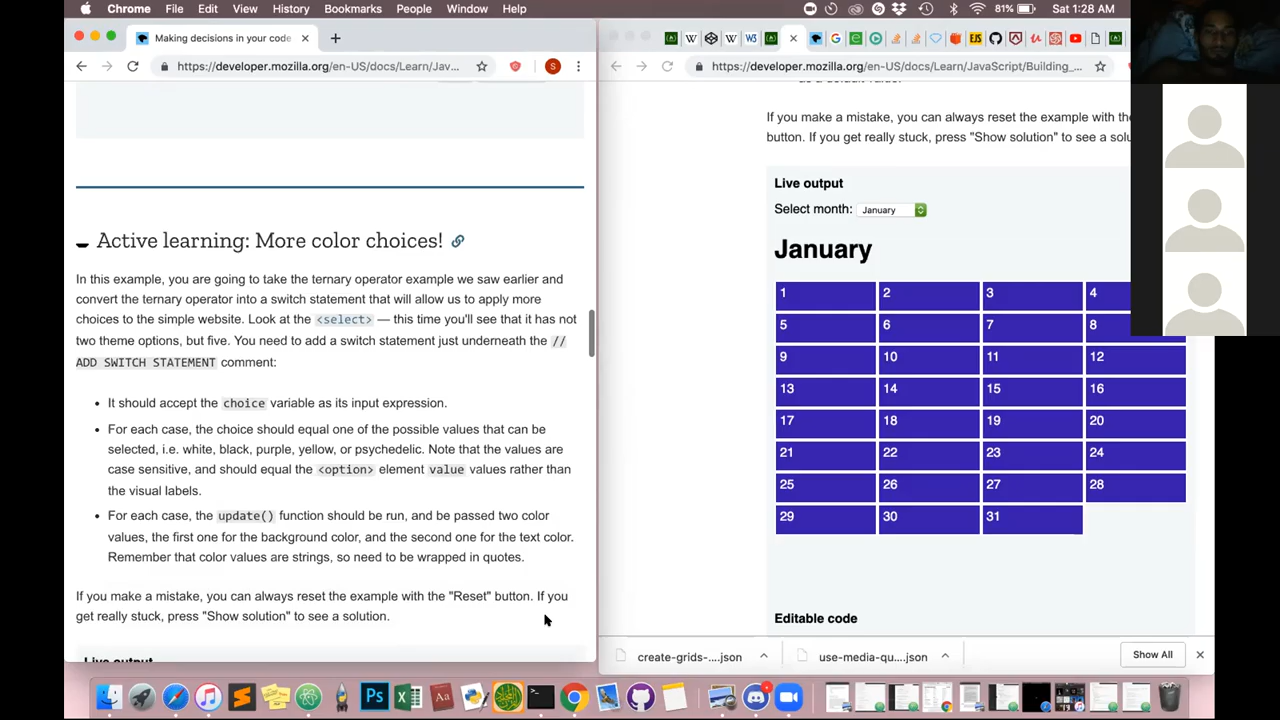 Chrome File Edit View History Bookmarks People Window Help
81% Sat 1:28 AM
Making decisions in your code
https://developer.mozilla.org/en-US/docs/Learn/Jav...
S
Active learning: More color choices!
In this example, you are going to take the ternary operator example we saw earlier and
convert the ternary operator into a switch statement that will allow us to apply more
choices to the simple website. Look at the <select> — this time you'll see that it has not
two theme options, but five. You need to add a switch statement just underneath the //
ADD SWITCH STATEMENT comment:
• It should accept the choice variable as its input expression.
• For each case, the choice should equal one of the possible values that can be
selected, i.e. white, black, purple, yellow, or psychedelic. Note that the values are
case sensitive, and should equal the <option> element value values rather than
the visual labels.
• For each case, the update() function should be run, and be passed two color
values, the first one for the background color, and the second one for the text color.
Remember that color values are strings, so need to be wrapped in quotes.
If you make a mistake, you can always reset the example with the "Reset" button. If you
get really stuck, press "Show solution" to see a solution.
Live output
https://developer.mozilla.org/en-US/docs/Learn/JavaScript/Building_...
as a default value.
If you make a mistake, you can always reset the example with the
button. If you get really stuck, press "Show solution" to see a solu
Live output
Select month: January
January
1 2 3 4
5 6 7 8
9 10 11 12
13 14 15 16
17 18 19 20
21 22 23 24
25 26 27 28
29 30 31
Editable code
create-grids-....json
use-media-qu....json
Show All
Ps
Aa